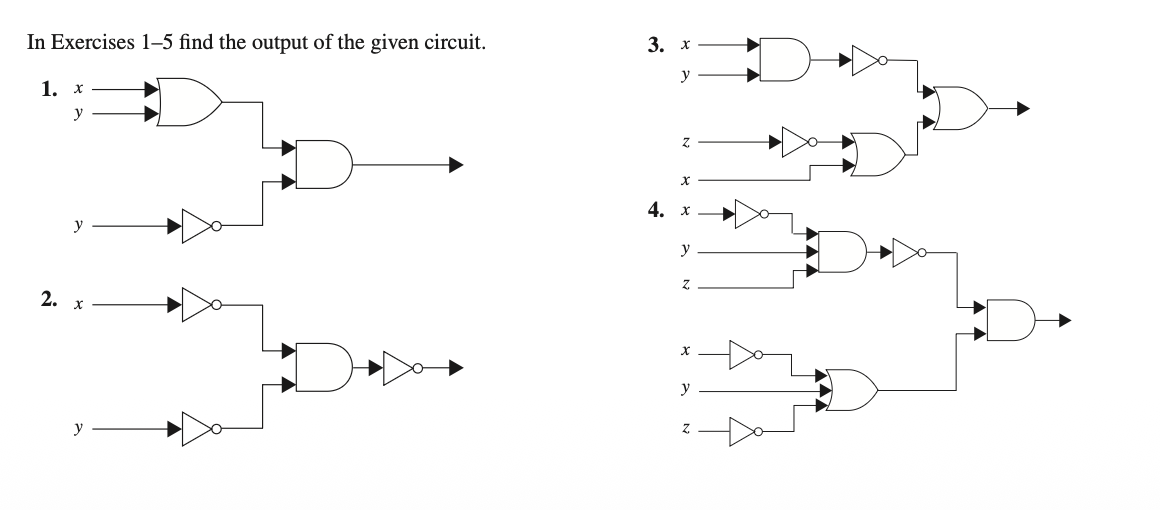 In Exercises 1–5 find the output of the given circuit.
1. x
y
y
2. x
y
3. x
y
z
x
4. x
y
z
x
y
z